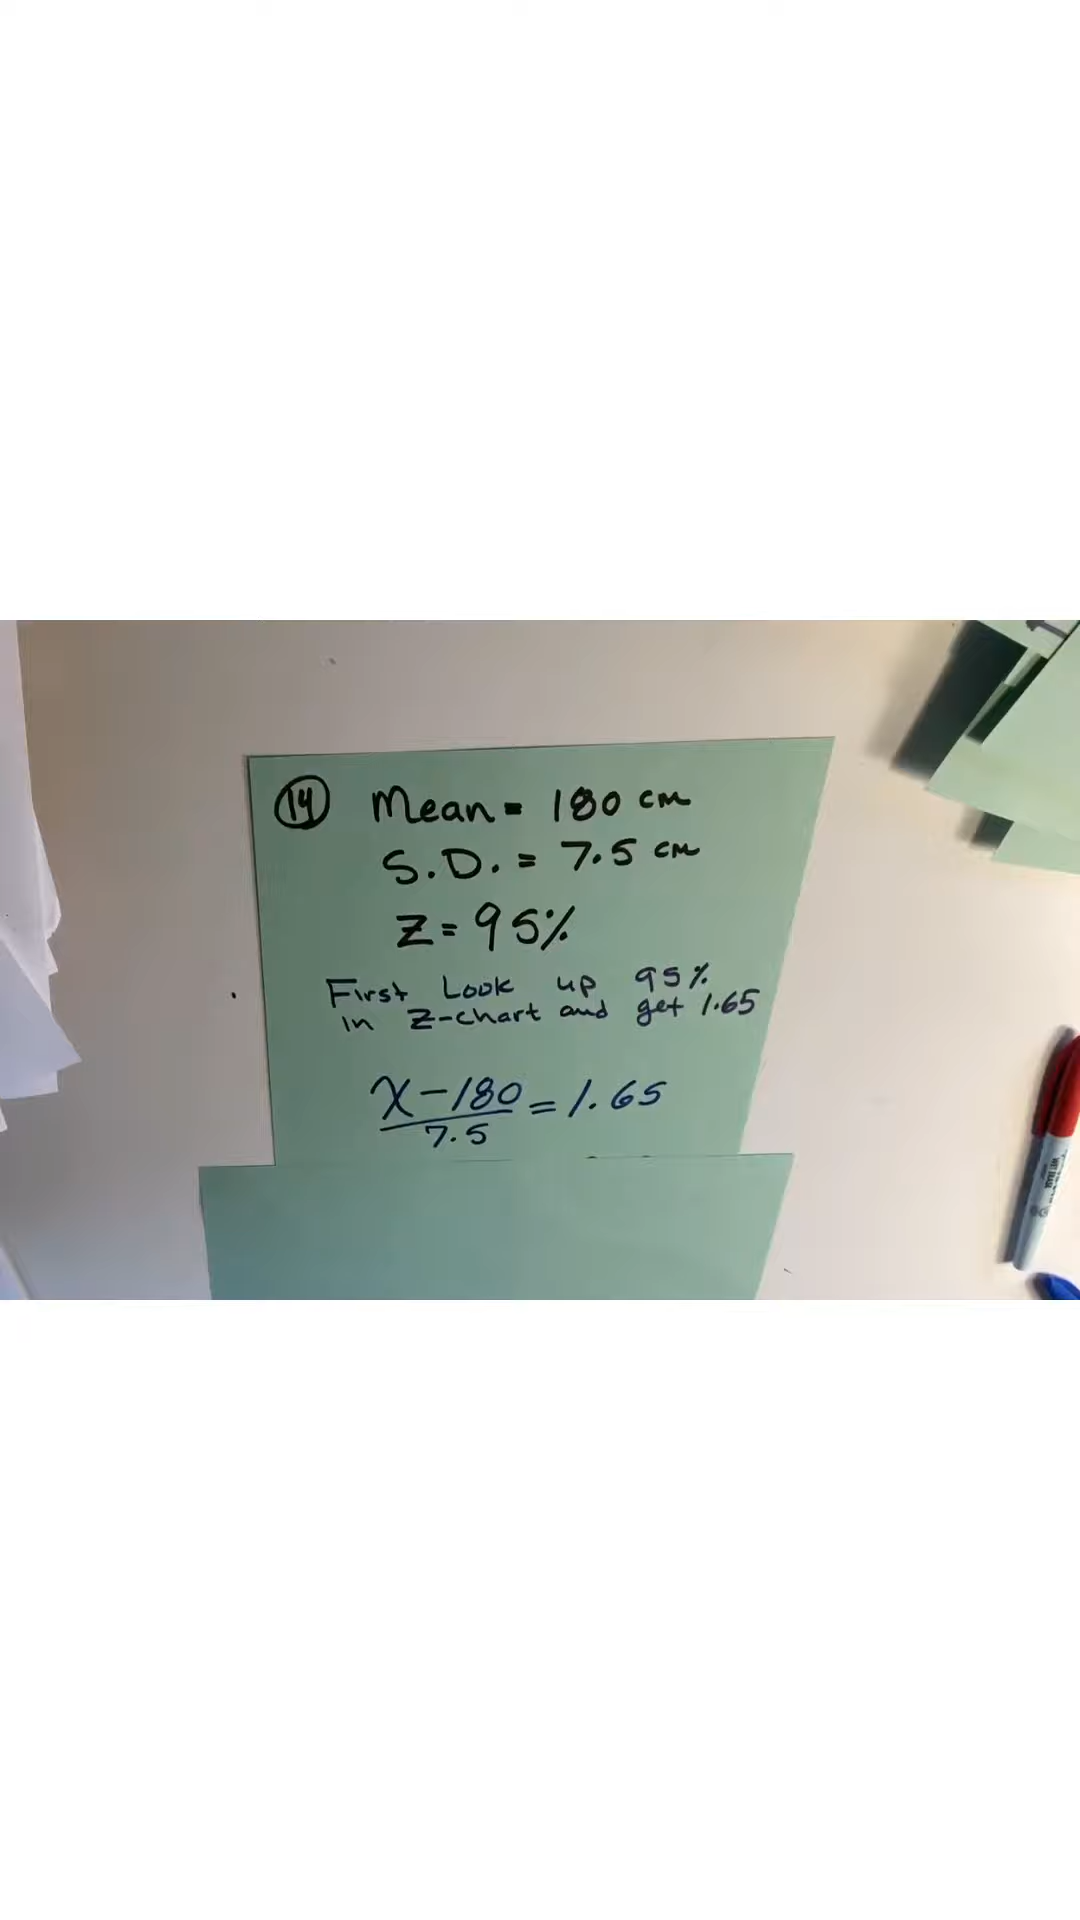 14 Mean = 180 cm
S.D. = 7.5 cm
Z = 95%
First Look up 95%
in Z-chart and get 1.65
X - 180 = 1.65
7.5